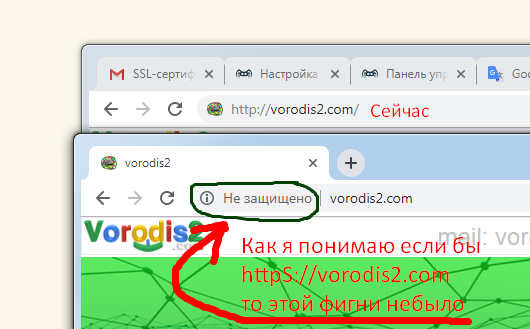 SSL-сертиф
Настройка
Панель упр
Goo
http://vorodis2.com/ Сейчас
vorodis2
Не защищено
vorodis2.com
Vorodis2
.com
mail: vor
Как я понимаю если бы
httpS://vorodis2.com
то этой фигни небыло